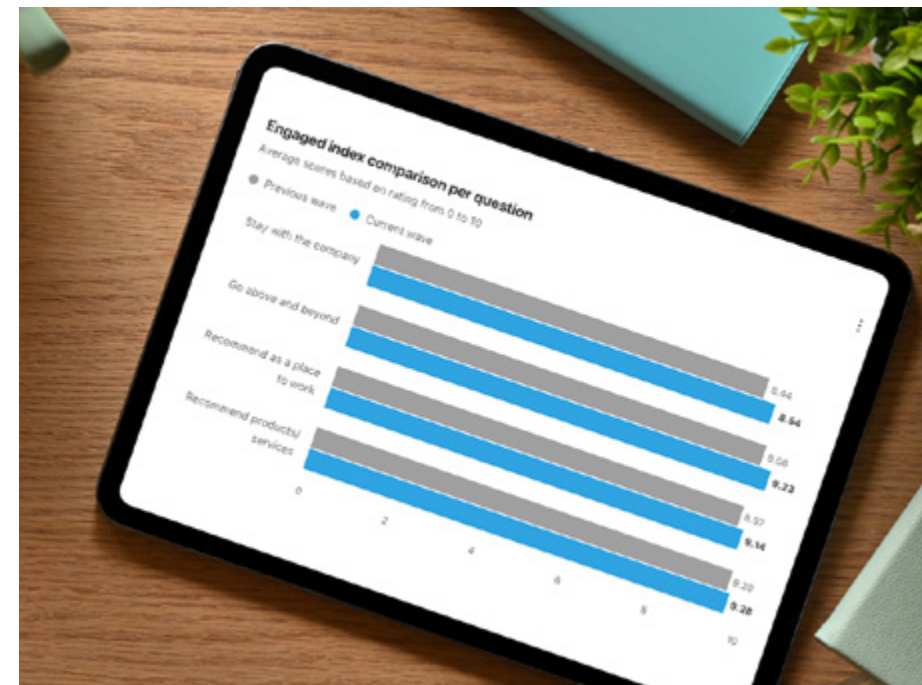 Engaged index comparison per question
Average scores based on rating from 0 to 10
Previous wave Current wave
Stay with the company
8.44
Go above and beyond
9.08
9.23
Recommend as a place
to work
8.97
9.14
Recommend products/
services
9.20
9.28
0 2 4 6 8 10